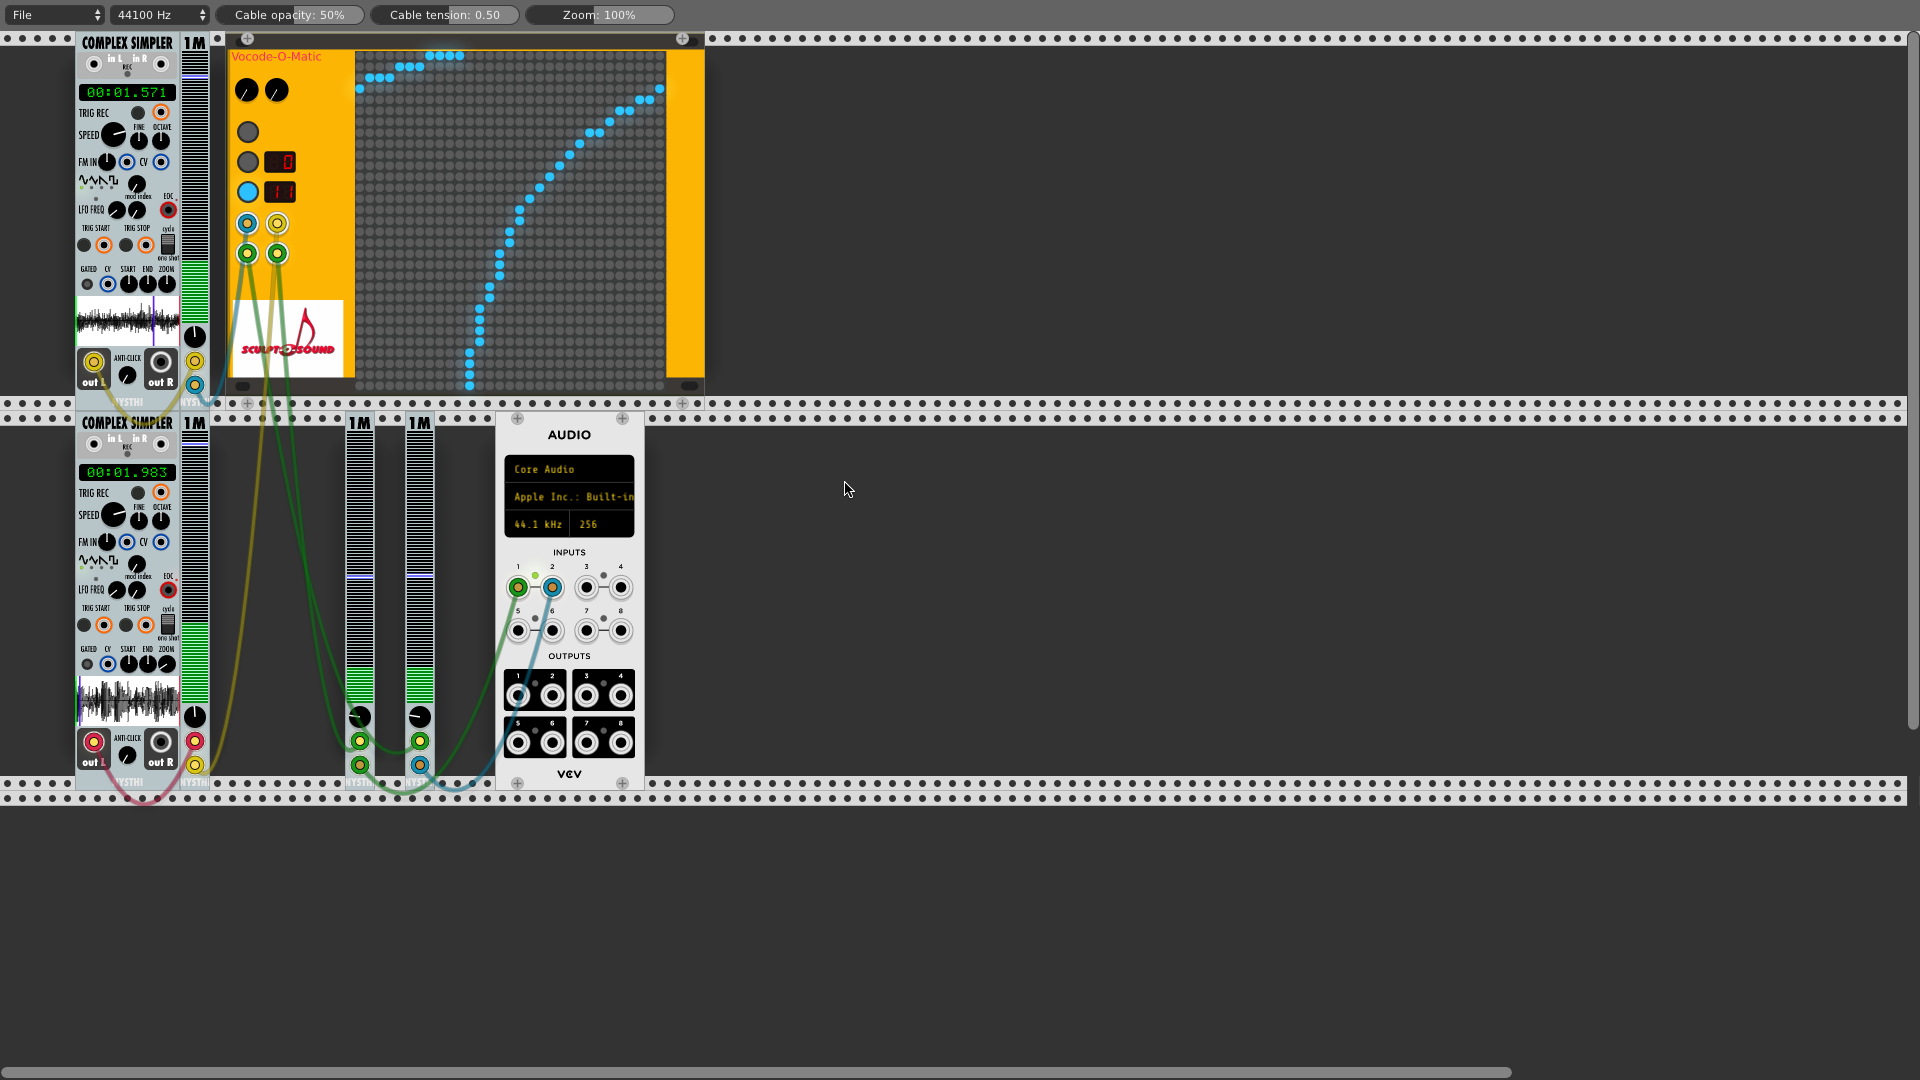 File
44100 Hz
Cable opacity: 50%
Cable tension: 0.50
Zoom: 100%
COMPLEX SIMPLER
in L in R
REC
00:01.571
TRIG REC
SPEED
FINE
OCTAVE
FM IN
CV
mod index
EOC
LFO FREQ
TRIG START
TRIG STOP
cycle
one shot
GATED
CV
START
END
ZOOM
ANTI-CLICK
out L
out R
NYSTHI
1M
Vocode-O-Matic
0
11
SCULPT-O-SOUND
COMPLEX SIMPLER
in L in R
REC
00:01.983
TRIG REC
SPEED
FINE
OCTAVE
FM IN
CV
mod index
EOC
LFO FREQ
TRIG START
TRIG STOP
cycle
one shot
GATED
CV
START
END
ZOOM
ANTI-CLICK
out L
out R
NYSTHI
1M
NYSTHI
1M
NYSTHI
1M
NYSTHI
AUDIO
Core Audio
Apple Inc.: Built-in
44.1 kHz
256
INPUTS
1 2 3 4
5 6 7 8
OUTPUTS
1 2 3 4
5 6 7 8
VCV